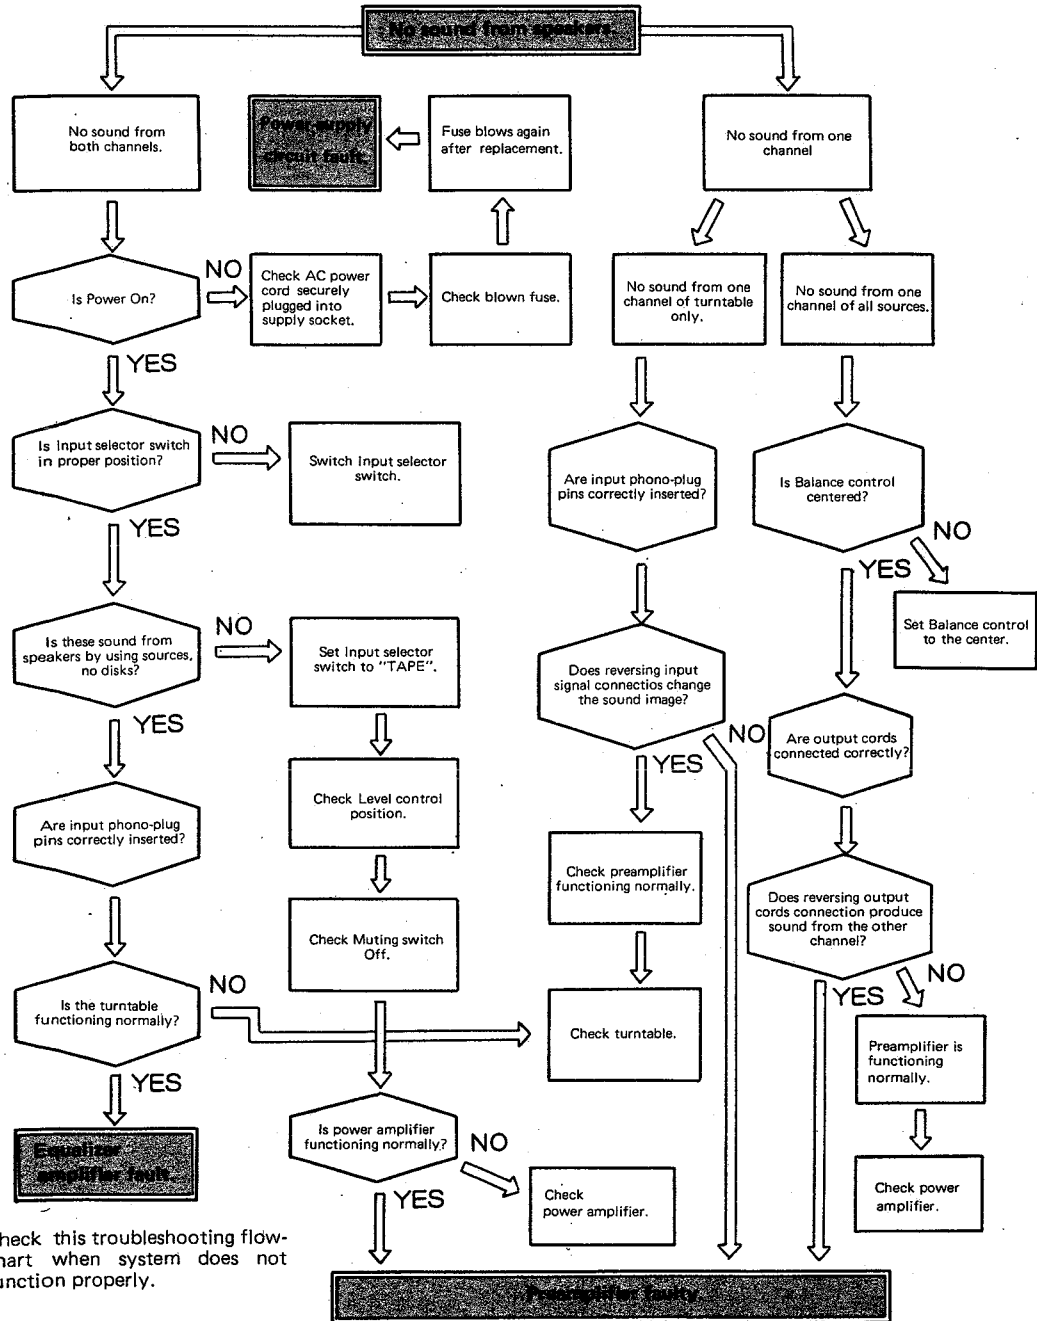 No sound from speakers.
No sound from
both channels.
Power-supply
circuit fault.
Fuse blows again
after replacement.
No sound from one
channel
Is Power On?
NO
Check AC power
cord securely
plugged into
supply socket.
Check blown fuse.
No sound from one
channel of turntable
only.
No sound from one
channel of all sources.
YES
Is Input selector switch
in proper position?
NO
Switch Input selector
switch.
Are input phono-plug
pins correctly inserted?
Is Balance control
centered?
YES
NO
YES
Set Balance control
to the center.
Is these sound from
speakers by using sources,
no disks?
NO
Set Input selector
switch to "TAPE".
Does reversing input
signal connectios change
the sound image?
YES
NO
YES
Are output cords
connected correctly?
Check Level control
position.
Are input phono-plug
pins correctly inserted?
Check preamplifier
functioning normally.
Does reversing output
cords connection produce
sound from the other
channel?
Check Muting switch
Off.
NO
YES
NO
Is the turntable
functioning normally?
Check turntable.
Preamplifier is
functioning
normally.
YES
Is power amplifier
functioning normally?
NO
YES
Equalizer
amplifier fault.
Check
power amplifier.
Check power
amplifier.
heck this troubleshooting flow-
hart when system does not
unction properly.
Preamplifier faulty.